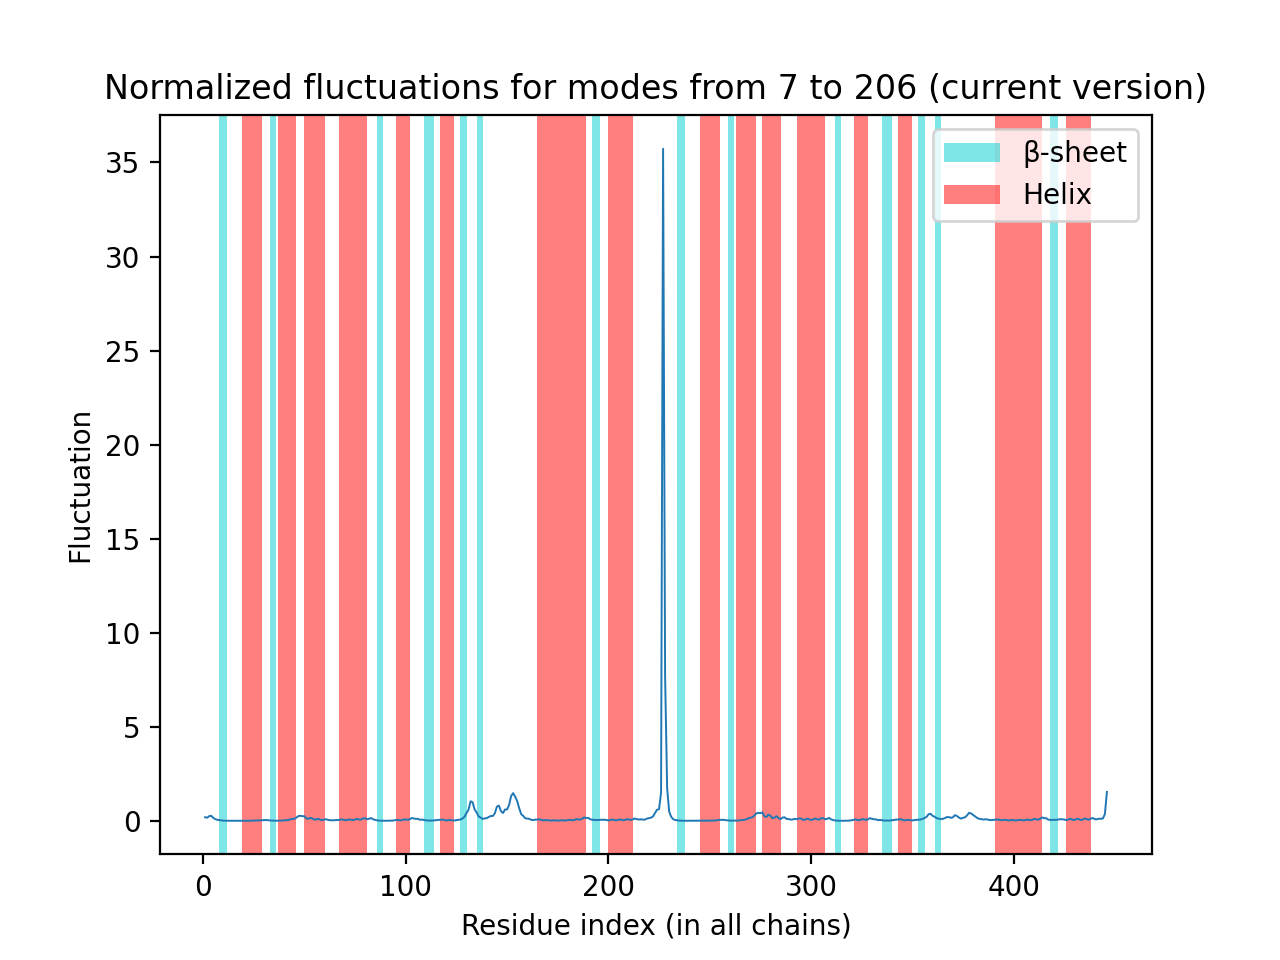 Normalized fluctuations for modes from 7 to 206 (current version)
β-sheet
Helix
35
30
25
20
15
10
5
0
Fluctuation
0 100 200 300 400
Residue index (in all chains)